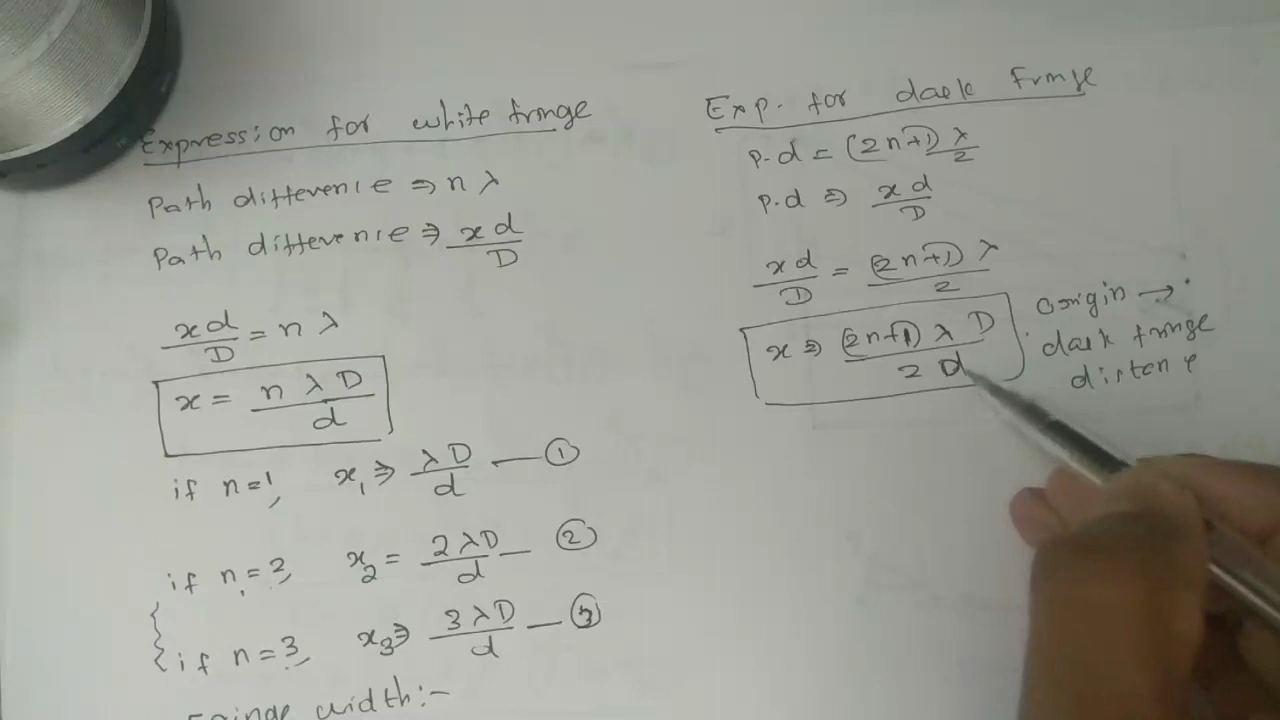 Expression for white fringe
Path difference ⇒ nλ
Path difference ⇒ xd/D
xd/D = nλ
x = nλD/d
if n=1, x₁ ⇒ λD/d — ①
if n=2, x₂ = 2λD/d — ②
if n=3, x₃ ⇒ 3λD/d — ③
Fringe width:-
Exp. for dark fringe
p.d = (2n+1) λ/2
p.d ⇒ xd/D
xd/D = (2n+1) λ/2
x ⇒ (2n+1) λ D/2d
origin →
dark fringe